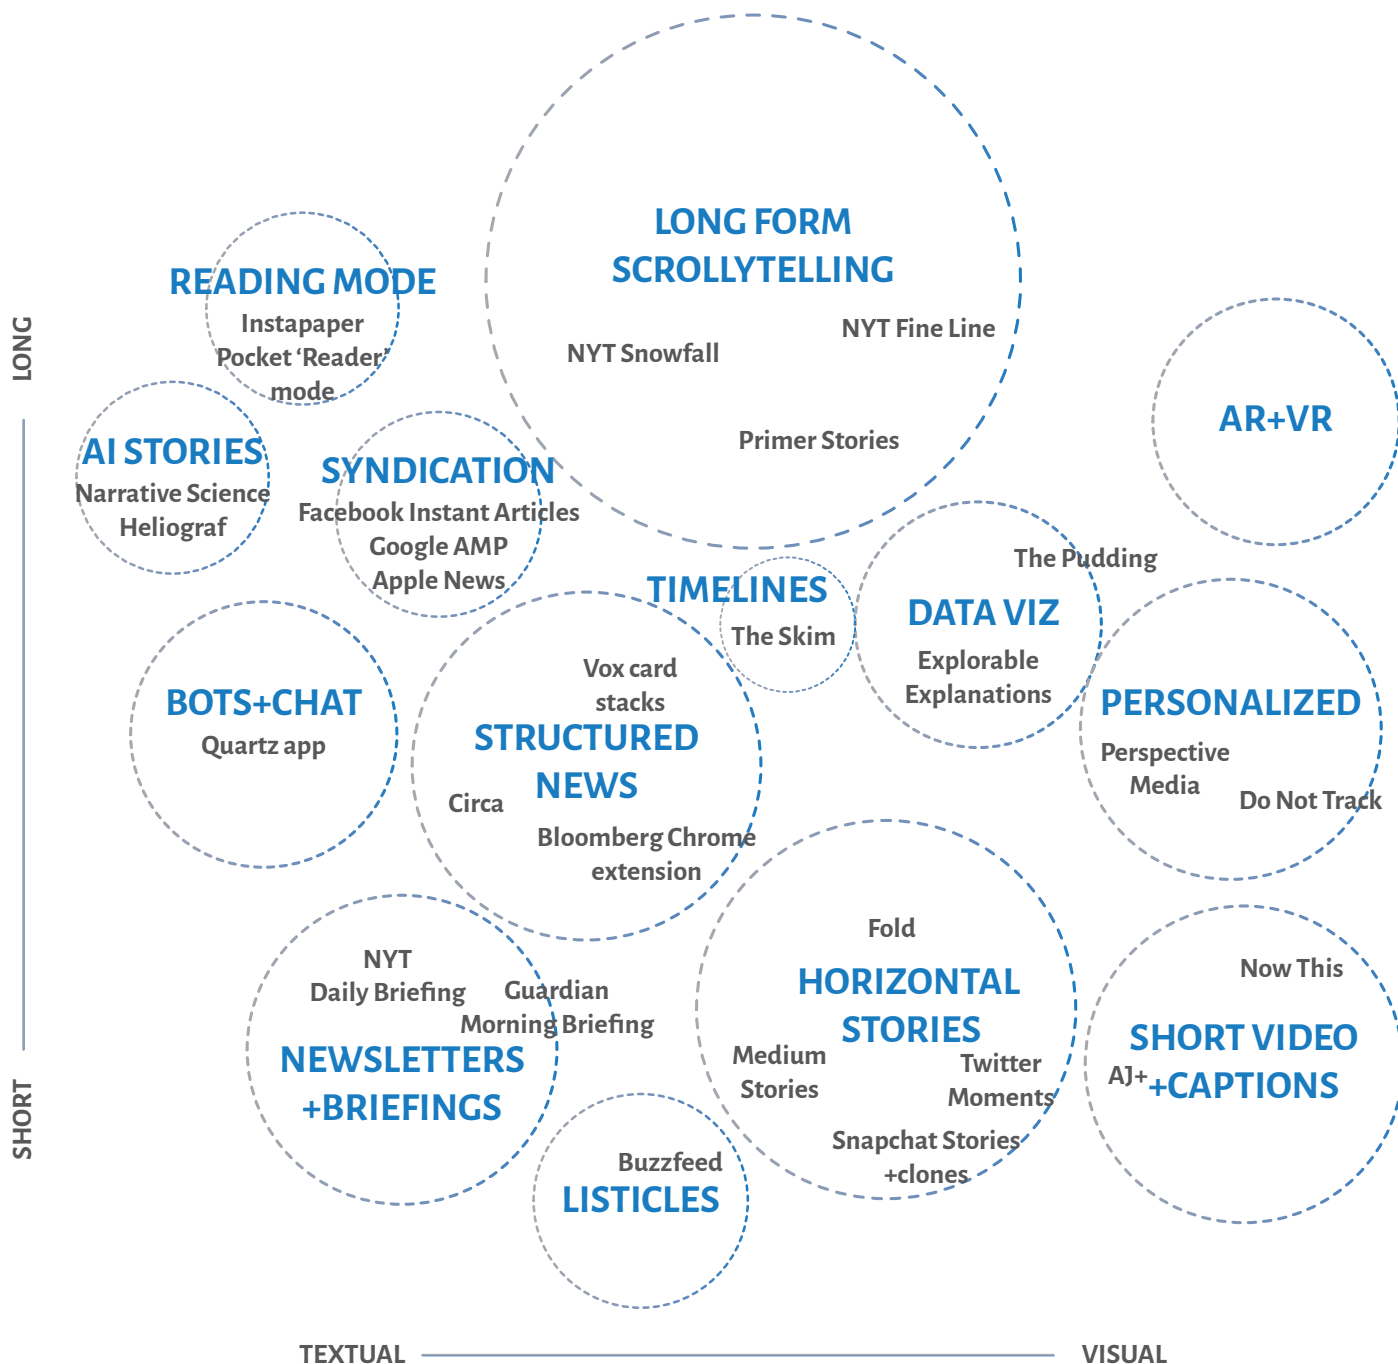 LONG FORM
SCROLLYTELLING
NYT Fine Line
NYT Snowfall
Primer Stories
READING MODE
Instapaper
Pocket ‘Reader’
mode
LONG
AR+VR
AI STORIES
Narrative Science
Heliograf
SYNDICATION
Facebook Instant Articles
Google AMP
Apple News
TIMELINES
The Skim
The Pudding
DATA VIZ
Explorable
Explanations
BOTS+CHAT
Quartz app
Vox card
stacks
STRUCTURED
NEWS
Circa
Bloomberg Chrome
extension
PERSONALIZED
Perspective
Media
Do Not Track
NYT
Daily Briefing
Guardian
Morning Briefing
NEWSLETTERS
+BRIEFINGS
Fold
HORIZONTAL
STORIES
Medium
Stories
Twitter
Moments
Snapchat Stories
+clones
Now This
SHORT VIDEO
AJ+
+CAPTIONS
SHORT
Buzzfeed
LISTICLES
TEXTUAL
VISUAL